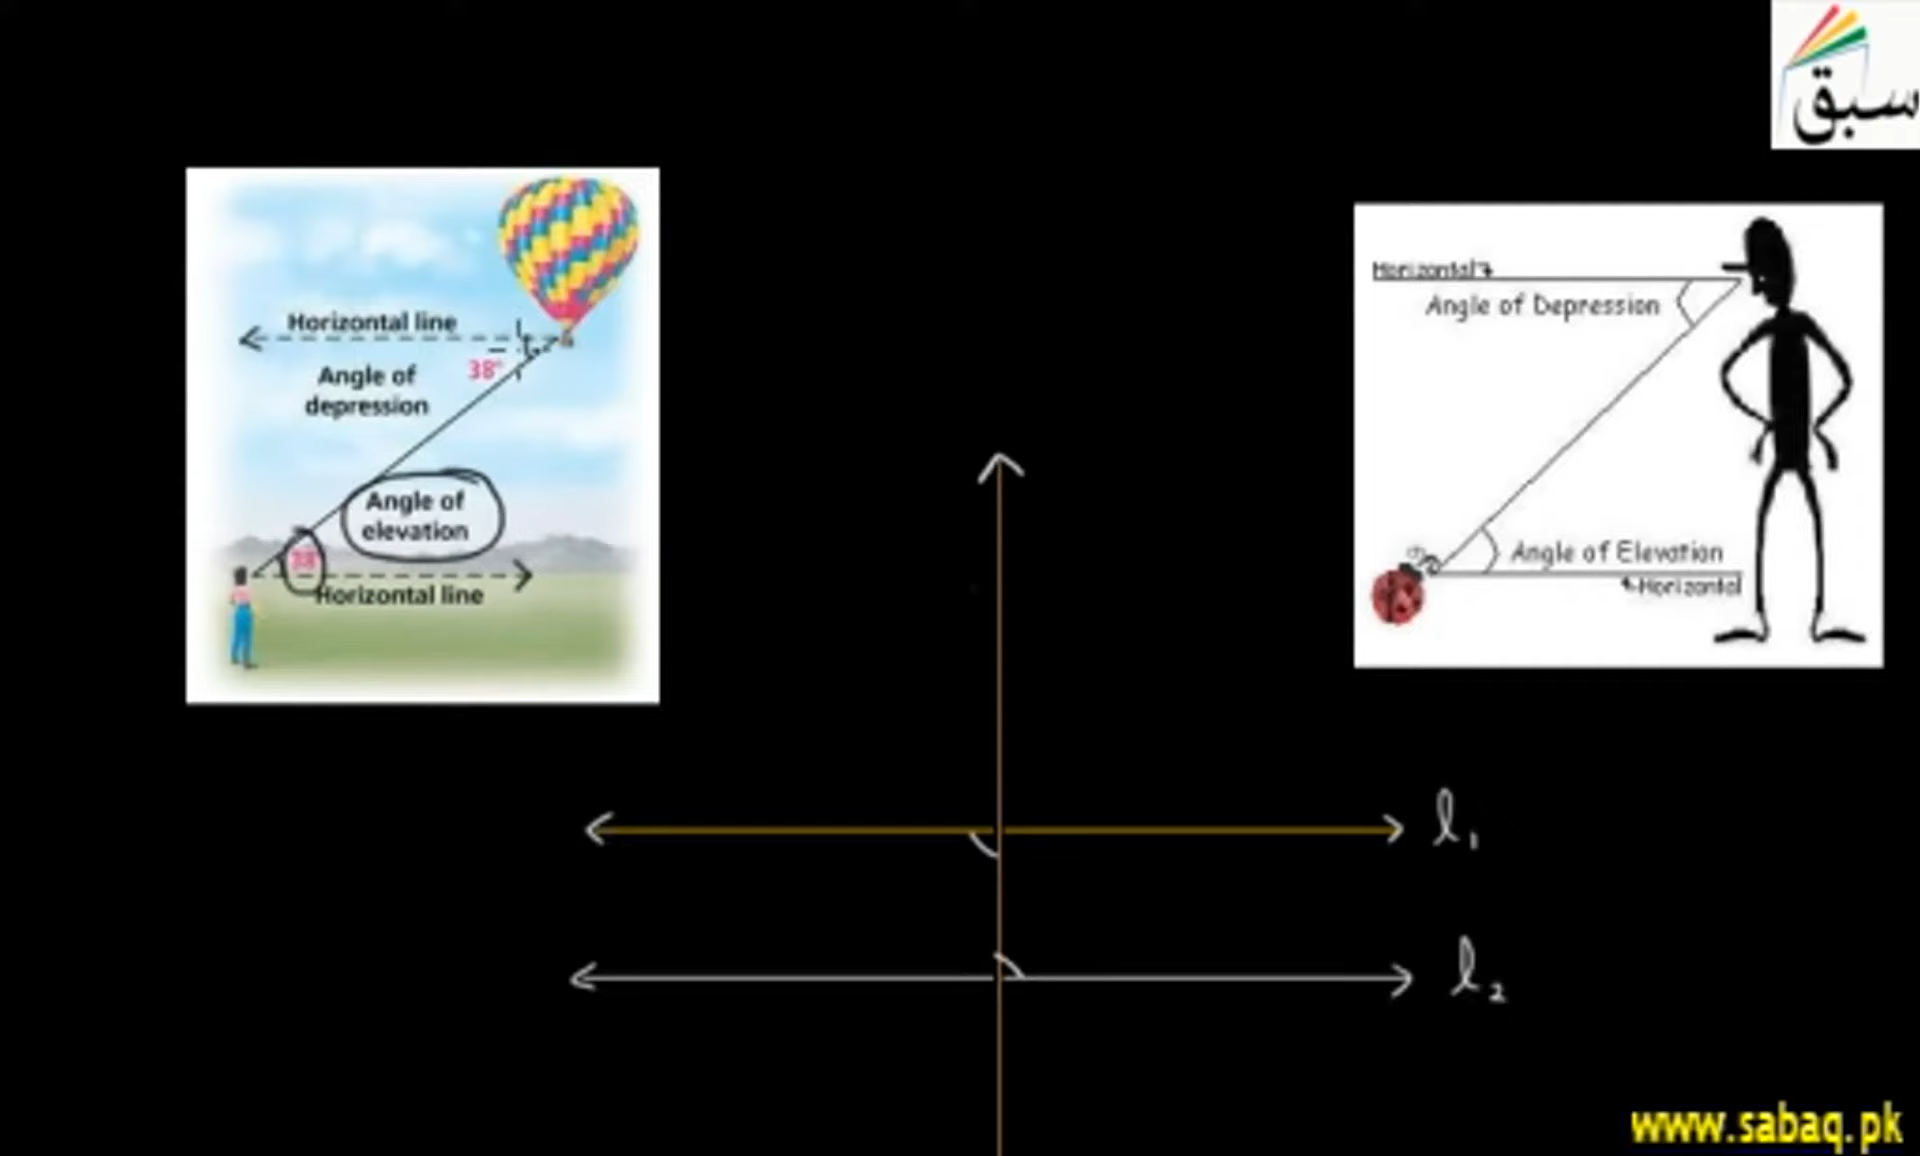 سبق
Horizontal line
38°
Angle of
depression
Angle of
elevation
38
Horizontal line
Horizontal
Angle of Depression
Angle of Elevation
Horizontal
l₁
l₂
www.sabaq.pk